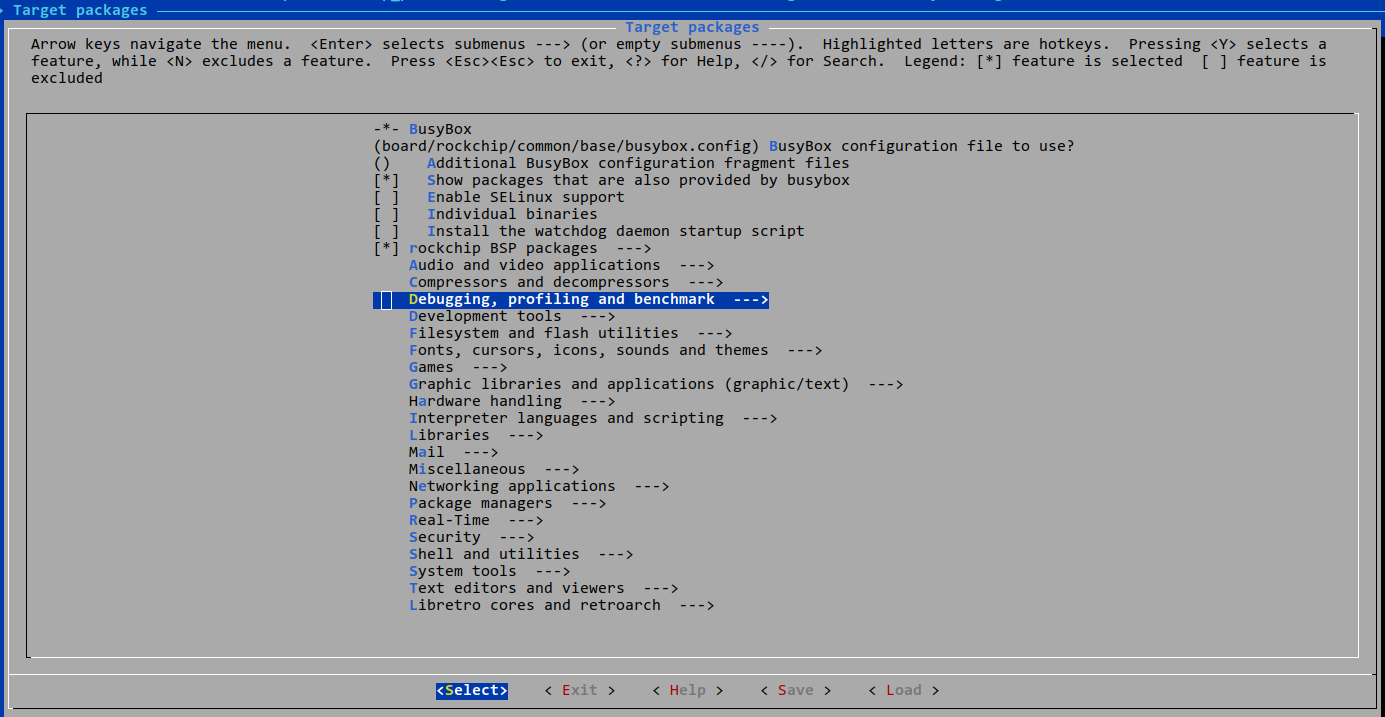 Target packages
Target packages
Arrow keys navigate the menu.  <Enter> selects submenus ---> (or empty submenus ----).  Highlighted letters are hotkeys.  Pressing <Y> selects a
feature, while <N> excludes a feature.  Press <Esc><Esc> to exit, <?> for Help, </> for Search.  Legend: [*] feature is selected  [ ] feature is
excluded
-*- BusyBox
(board/rockchip/common/base/busybox.config) BusyBox configuration file to use?
()    Additional BusyBox configuration fragment files
[*]   Show packages that are also provided by busybox
[ ]   Enable SELinux support
[ ]   Individual binaries
[ ]   Install the watchdog daemon startup script
[*] rockchip BSP packages  --->
Audio and video applications  --->
Compressors and decompressors  --->
Debugging, profiling and benchmark  --->
Development tools  --->
Filesystem and flash utilities  --->
Fonts, cursors, icons, sounds and themes  --->
Games  --->
Graphic libraries and applications (graphic/text)  --->
Hardware handling  --->
Interpreter languages and scripting  --->
Libraries  --->
Mail  --->
Miscellaneous  --->
Networking applications  --->
Package managers  --->
Real-Time  --->
Security  --->
Shell and utilities  --->
System tools  --->
Text editors and viewers  --->
Libretro cores and retroarch  --->
<Select>    < Exit >    < Help >    < Save >    < Load >